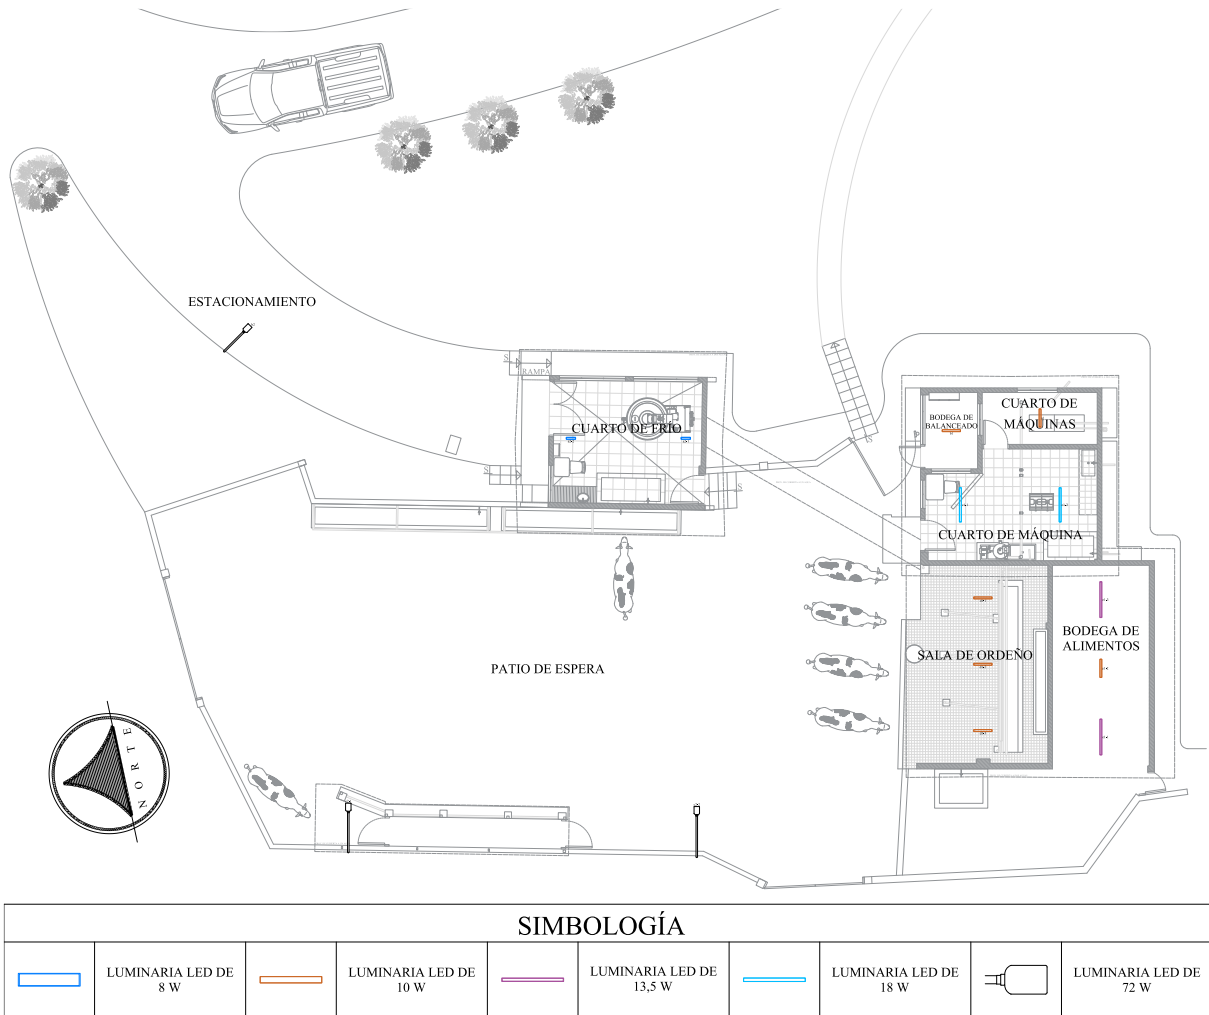 ESTACIONAMIENTO
S.
RAMPA
CUARTO DE FRÍO
S.
S.
S.
BODEGA DE
BALANCEADO
CUARTO DE
MÁQUINAS
CUARTO DE MÁQUINA
SALA DE ORDEÑO
BODEGA DE
ALIMENTOS
PATIO DE ESPERA
NORTE
SIMBOLOGÍA
LUMINARIA LED DE
8 W
LUMINARIA LED DE
10 W
LUMINARIA LED DE
13,5 W
LUMINARIA LED DE
18 W
LUMINARIA LED DE
72 W